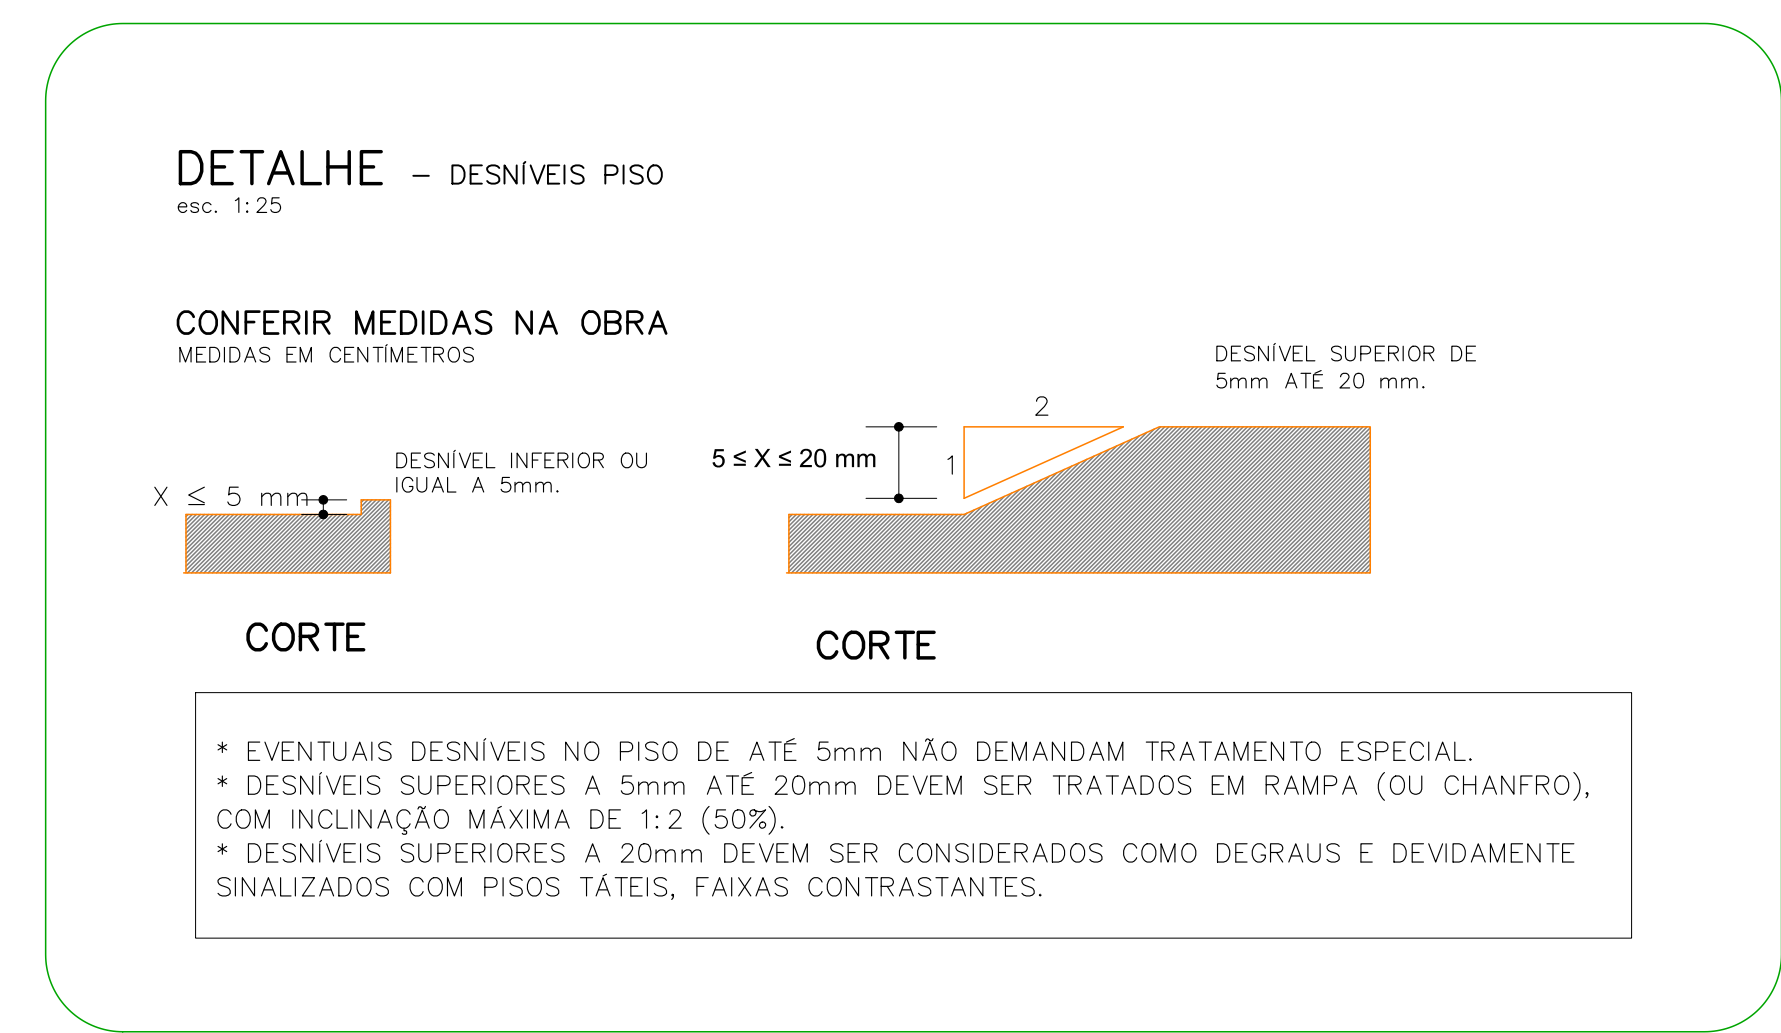 DETALHE – DESNÍVEIS PISO
esc. 1:25
CONFERIR MEDIDAS NA OBRA
MEDIDAS EM CENTÍMETROS
DESNÍVEL SUPERIOR DE
5mm ATÉ 20 mm.
2
5 ≤ X ≤ 20 mm
1
DESNÍVEL INFERIOR OU
IGUAL A 5mm.
X ≤ 5 mm
CORTE
CORTE
* EVENTUAIS DESNÍVEIS NO PISO DE ATÉ 5mm NÃO DEMANDAM TRATAMENTO ESPECIAL.
* DESNÍVEIS SUPERIORES A 5mm ATÉ 20mm DEVEM SER TRATADOS EM RAMPA (OU CHANFRO),
COM INCLINAÇÃO MÁXIMA DE 1:2 (50%).
* DESNÍVEIS SUPERIORES A 20mm DEVEM SER CONSIDERADOS COMO DEGRAUS E DEVIDAMENTE
SINALIZADOS COM PISOS TÁTEIS, FAIXAS CONTRASTANTES.